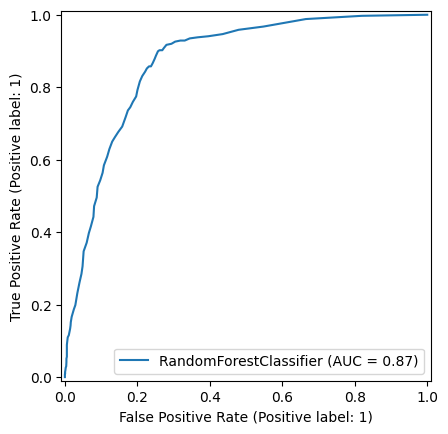 1.0
0.8
0.6
0.4
0.2
0.0
True Positive Rate (Positive label: 1)
RandomForestClassifier (AUC = 0.87)
0.0 0.2 0.4 0.6 0.8 1.0
False Positive Rate (Positive label: 1)